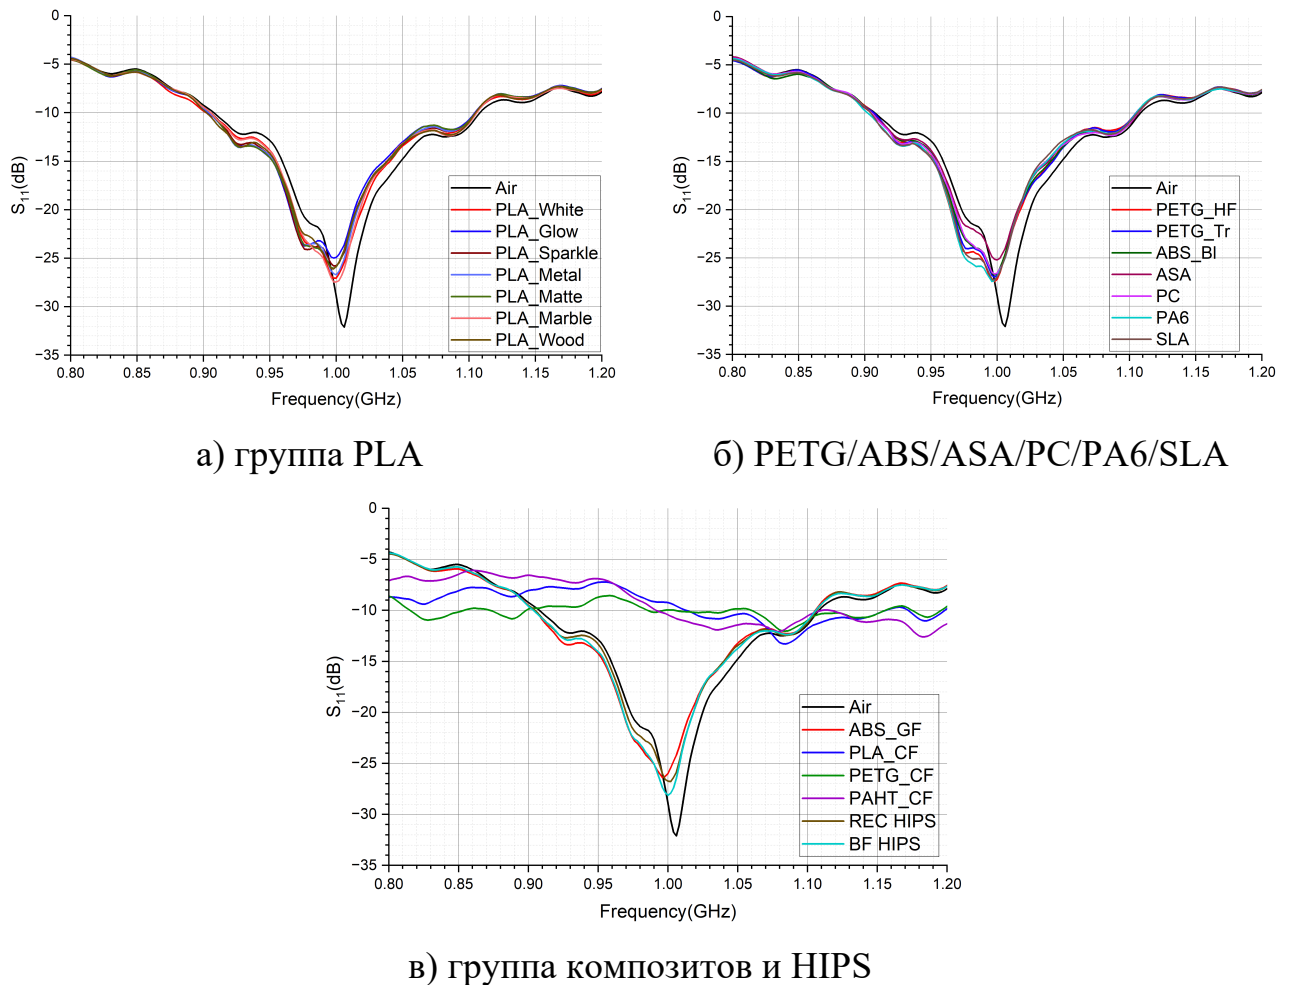 0
−5
−10
−15
−20
−25
−30
−35
S11(dB)
0.80 0.85 0.90 0.95 1.00 1.05 1.10 1.15 1.20
Frequency(GHz)
Air
PLA_White
PLA_Glow
PLA_Sparkle
PLA_Metal
PLA_Matte
PLA_Marble
PLA_Wood
а) группа PLA
0
−5
−10
−15
−20
−25
−30
−35
S11(dB)
0.80 0.85 0.90 0.95 1.00 1.05 1.10 1.15 1.20
Frequency(GHz)
Air
PETG_HF
PETG_Tr
ABS_Bl
ASA
PC
PA6
SLA
б) PETG/ABS/ASA/PC/PA6/SLA
0
−5
−10
−15
−20
−25
−30
−35
S11(dB)
0.80 0.85 0.90 0.95 1.00 1.05 1.10 1.15 1.20
Frequency(GHz)
Air
ABS_GF
PLA_CF
PETG_CF
PAHT_CF
REC HIPS
BF HIPS
в) группа композитов и HIPS